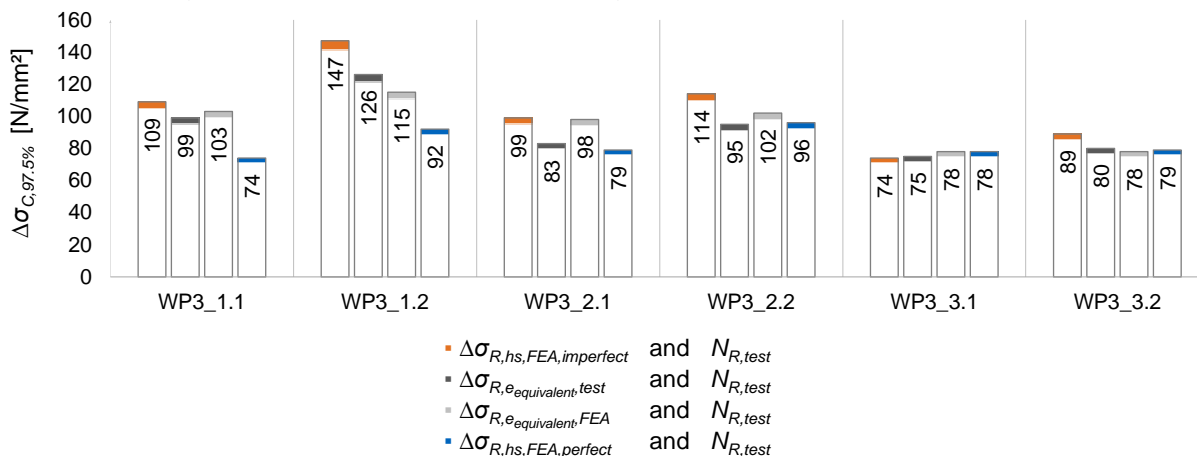 160
140
120
100
80
60
40
20
0
Δσ_C,97.5% [N/mm²]
109 99 103 74
147 126 115 92
99 83 98 79
114 95 102 96
74 75 78 78
89 80 78 79
WP3_1.1 WP3_1.2 WP3_2.1 WP3_2.2 WP3_3.1 WP3_3.2
Δσ_R,hs,FEA,imperfect and N_R,test
Δσ_R,e_equivalent,test and N_R,test
Δσ_R,e_equivalent,FEA and N_R,test
Δσ_R,hs,FEA,perfect and N_R,test